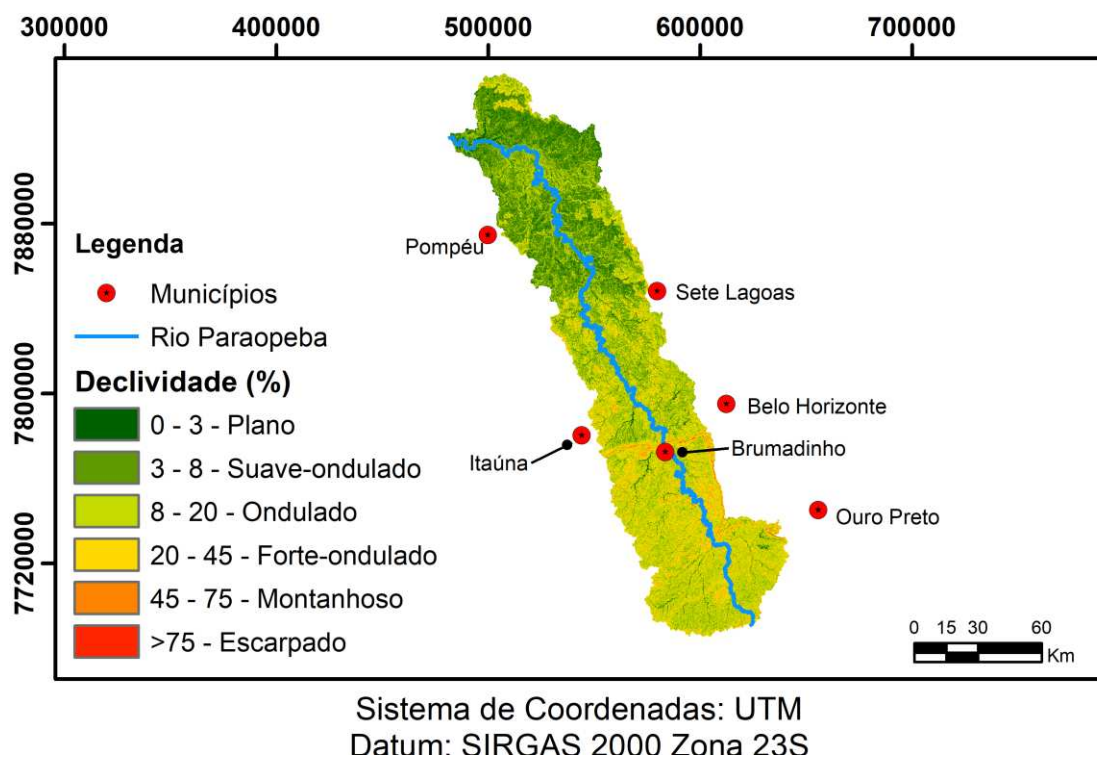 300000 400000 500000 600000 700000
7880000
7800000
7720000
Legenda
Municípios
Rio Paraopeba
Declividade (%)
0 - 3 - Plano
3 - 8 - Suave-ondulado
8 - 20 - Ondulado
20 - 45 - Forte-ondulado
45 - 75 - Montanhoso
>75 - Escarpado
Pompéu
Sete Lagoas
Belo Horizonte
Itaúna
Brumadinho
Ouro Preto
0 15 30 60
Km
Sistema de Coordenadas: UTM
Datum: SIRGAS 2000 Zona 23S